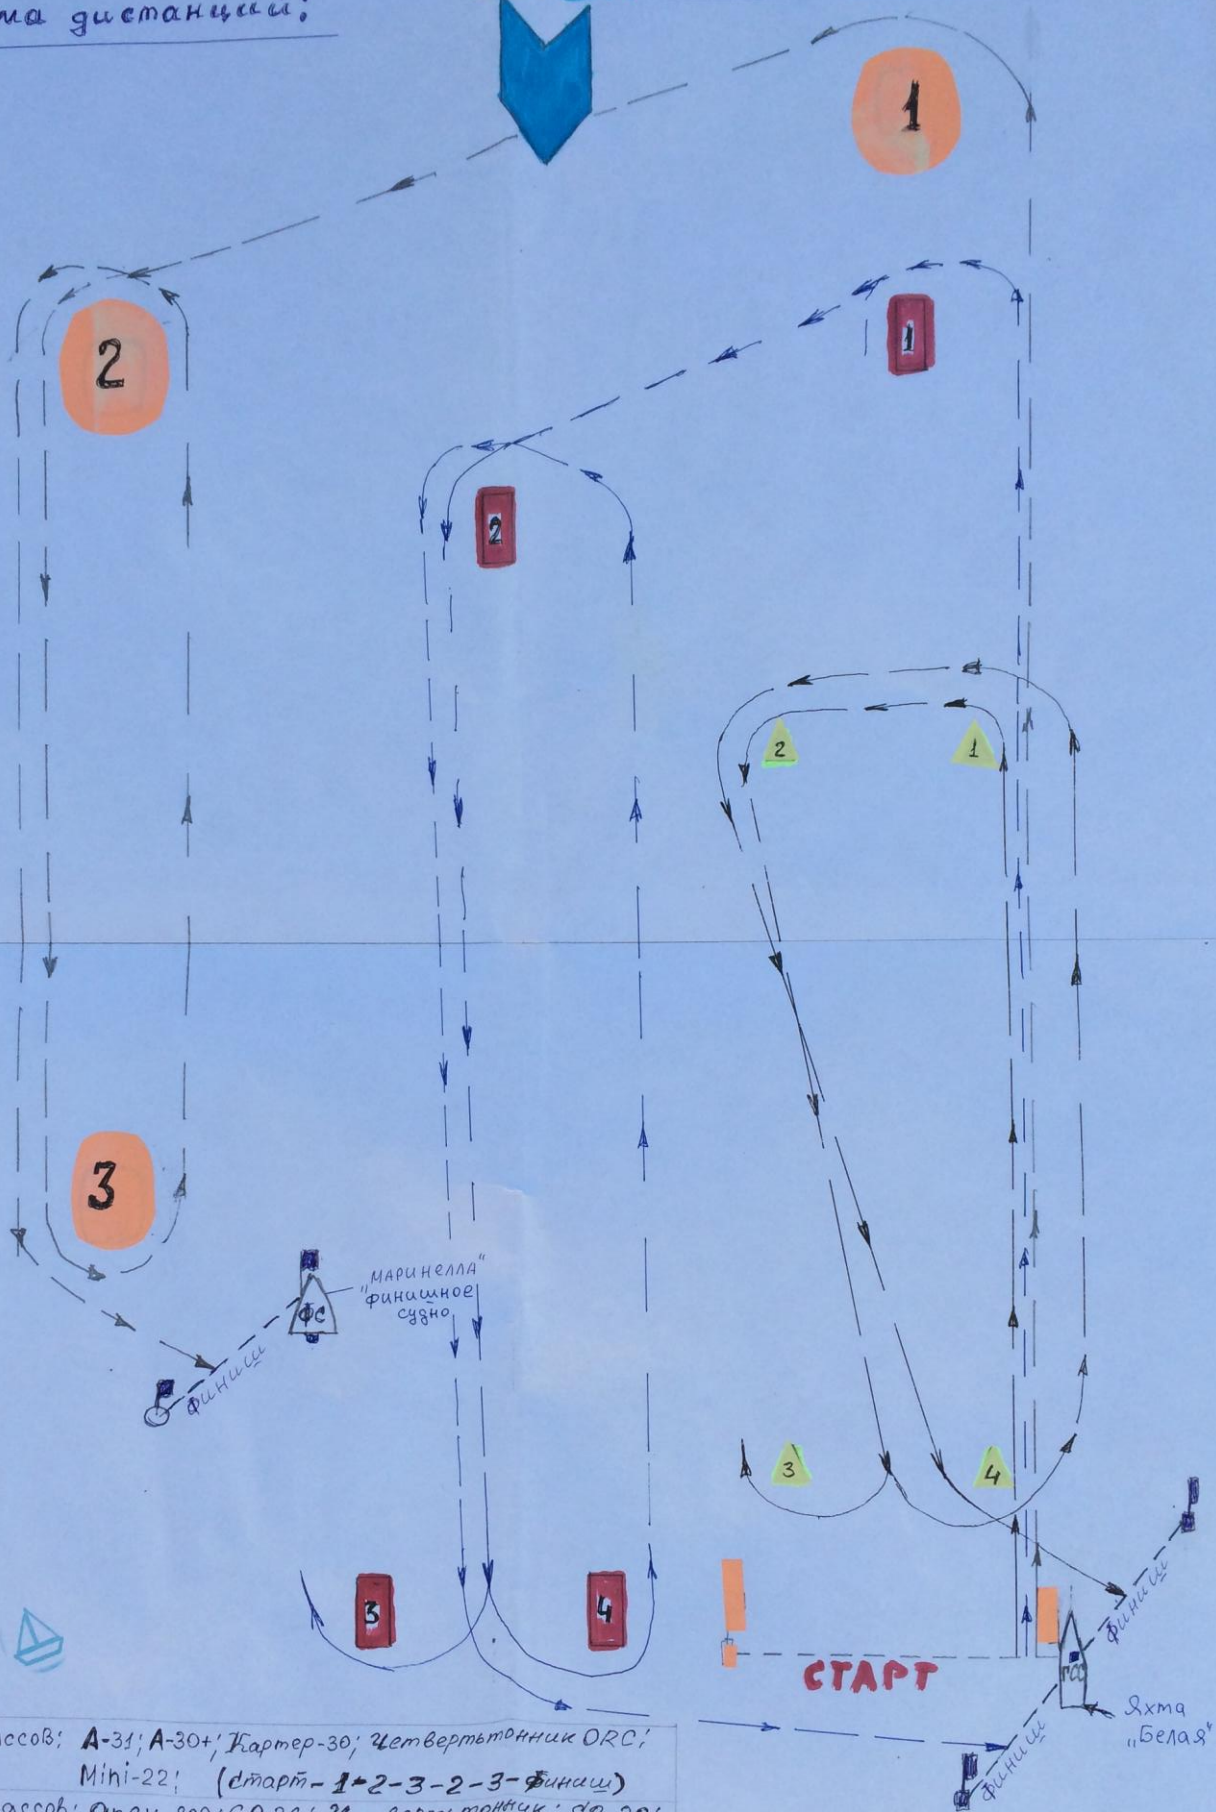 дистанции:
1
2
1
2
2
1
3
"МАРИНЕЛЛА"
финишное
судно
ФС
финиш
3
4
3
4
СТАРТ
финиш
ГСС
Яхта
"Белая"
финиш
А-31; А-30+; Картер-30; Четвертьтонник ORC;
Mini-22; (старт-1-2-3-2-3-финиш)